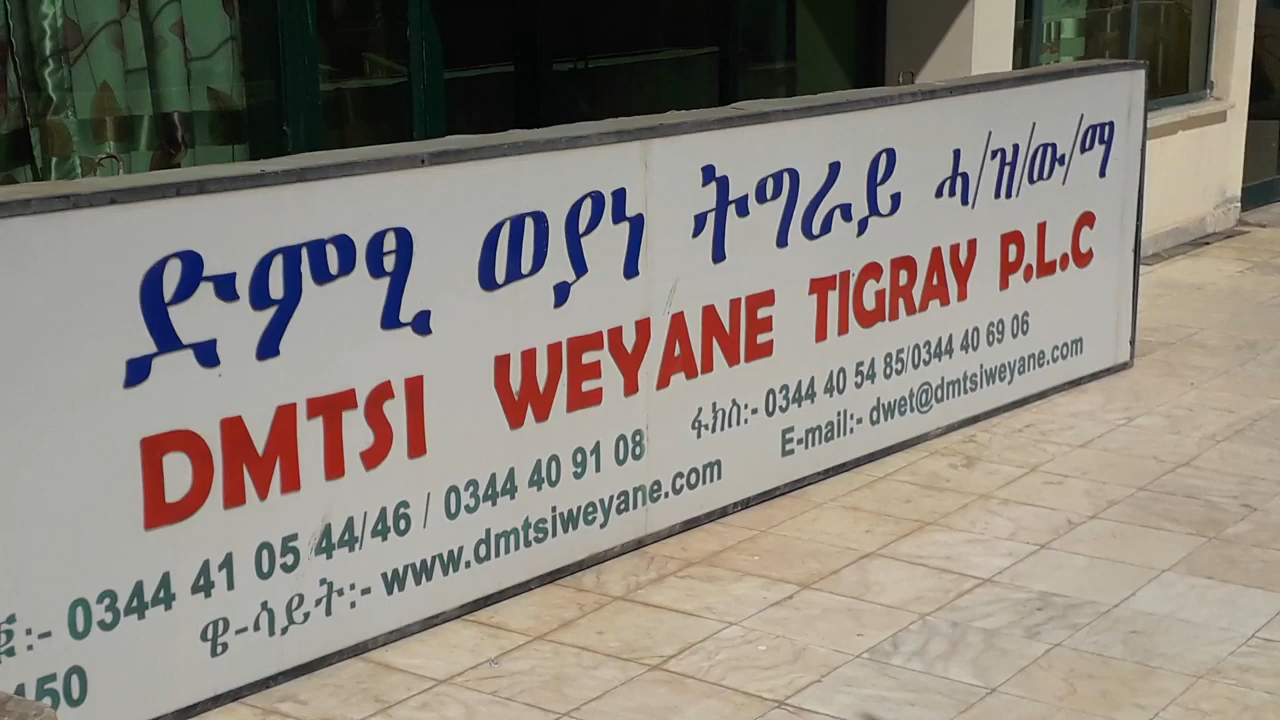 ድምፂ ወያነ ትግራይ ሓ/ዝ/ው/ማ
DMTSI WEYANE TIGRAY P.L.C
0344 41 05 44/46 / 0344 40 91 08 ፋክስ:- 0344 40 54 85/0344 40 69 06
ዌ-ሳይት:- www.dmtsiweyane.com E-mail:- dwet@dmtsiweyane.com
450